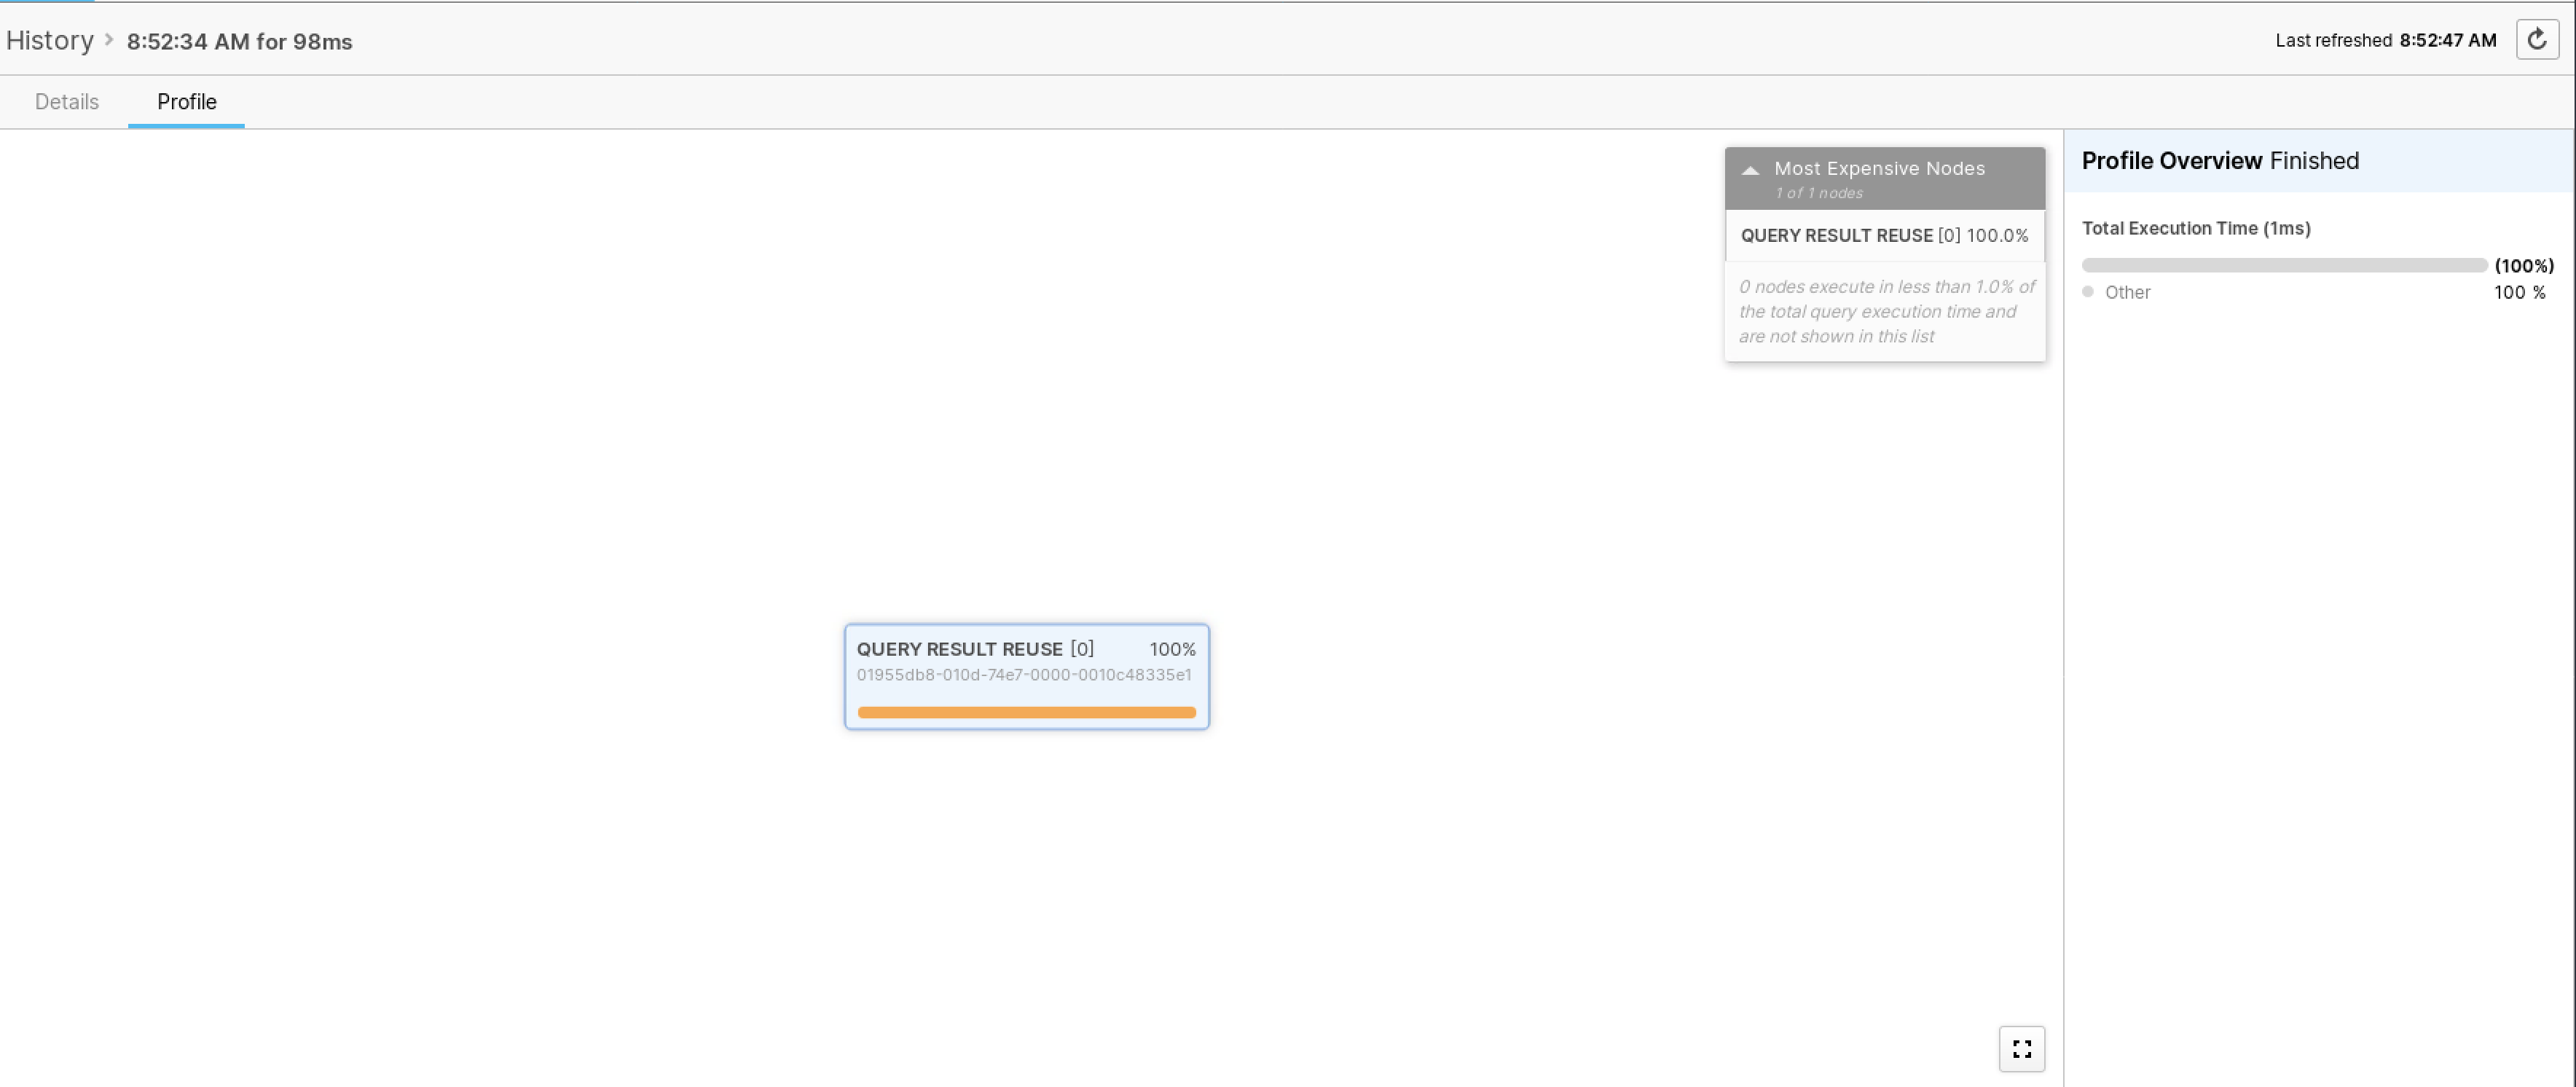 History > 8:52:34 AM for 98ms
Last refreshed 8:52:47 AM
Details Profile
Most Expensive Nodes
1 of 1 nodes
QUERY RESULT REUSE [0] 100.0%
0 nodes execute in less than 1.0% of
the total query execution time and
are not shown in this list
QUERY RESULT REUSE [0] 100%
01955db8-010d-74e7-0000-0010c48335e1
Profile Overview Finished
Total Execution Time (1ms)
(100%)
Other 100 %